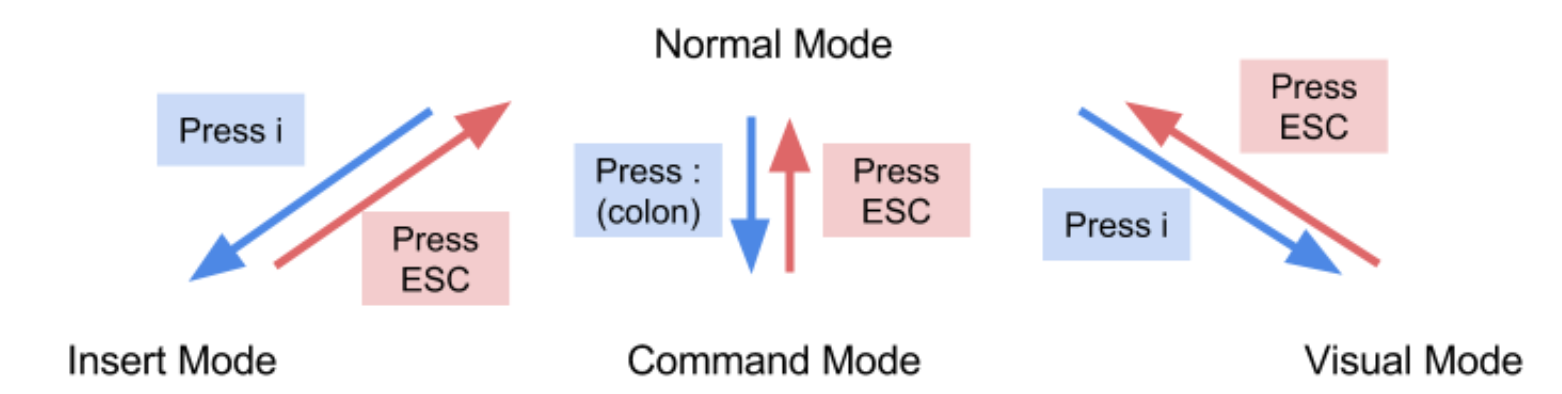 Normal Mode
Press i
Press
ESC
Press :
(colon)
Press
ESC
Press i
Press
ESC
Insert Mode
Command Mode
Visual Mode